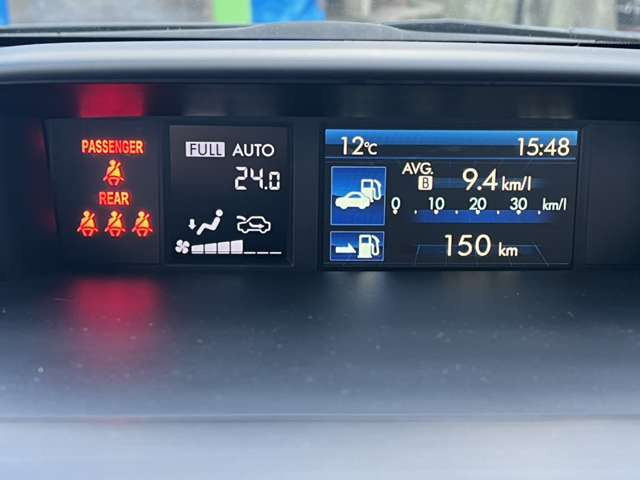 PASSENGER
REAR
FULL AUTO
24.0
12℃ 15:48
AVG.
B 9.4 km/l
0 10 20 30 km/l
150 km